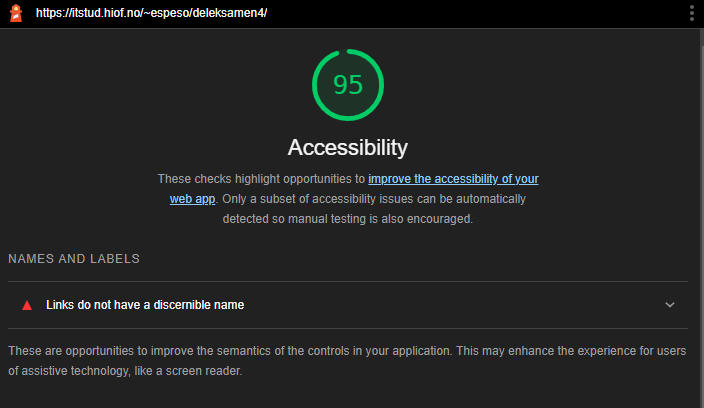 https://itstud.hiof.no/~espeso/deleksamen4/
95
Accessibility
These checks highlight opportunities to improve the accessibility of your
web app. Only a subset of accessibility issues can be automatically
detected so manual testing is also encouraged.
NAMES AND LABELS
Links do not have a discernible name
These are opportunities to improve the semantics of the controls in your application. This may enhance the experience for users
of assistive technology, like a screen reader.